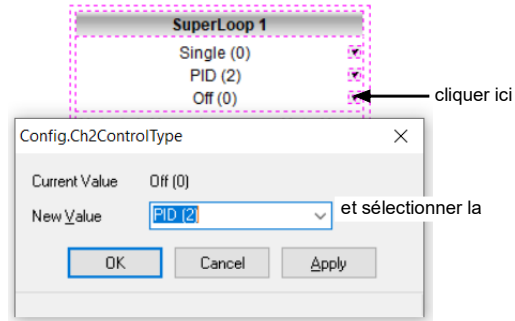 SuperLoop 1
Single (0)
PID (2)
Off (0)
cliquer ici
Config.Ch2ControlType
Current Value Off (0)
New Value PID (2)
et sélectionner la
OK Cancel Apply